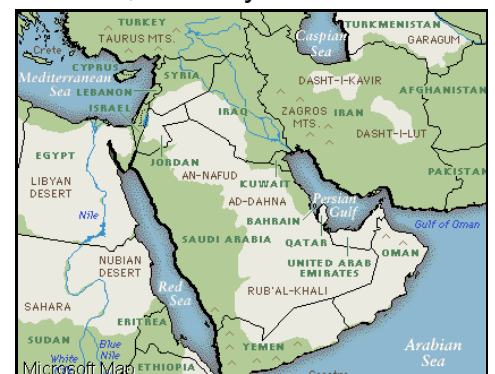 TURKEY
TAURUS MTS.
Crete
Caspian
Sea
TURKMENISTAN
GARAGUM
CYPRUS
Mediterranean
Sea
SYRIA
LEBANON
ISRAEL
DASHT-I-KAVIR
AFGHANISTAN
IRAQ
ZAGROS
MTS.
IRAN
DASHT-I-LUT
EGYPT
JORDAN
AN-NAFUD
KUWAIT
PAKISTAN
LIBYAN
DESERT
AD-DAHNA
Persian
Gulf
Nile
BAHRAIN
Gulf of Oman
SAUDI ARABIA
QATAR
OMAN
NUBIAN
DESERT
UNITED ARAB
EMIRATES
Red
Sea
RUB'AL-KHALI
SAHARA
ERITREA
SUDAN
Blue
Nile
White
YEMEN
Arabian
Sea
Microsoft Map
ETHIOPIA